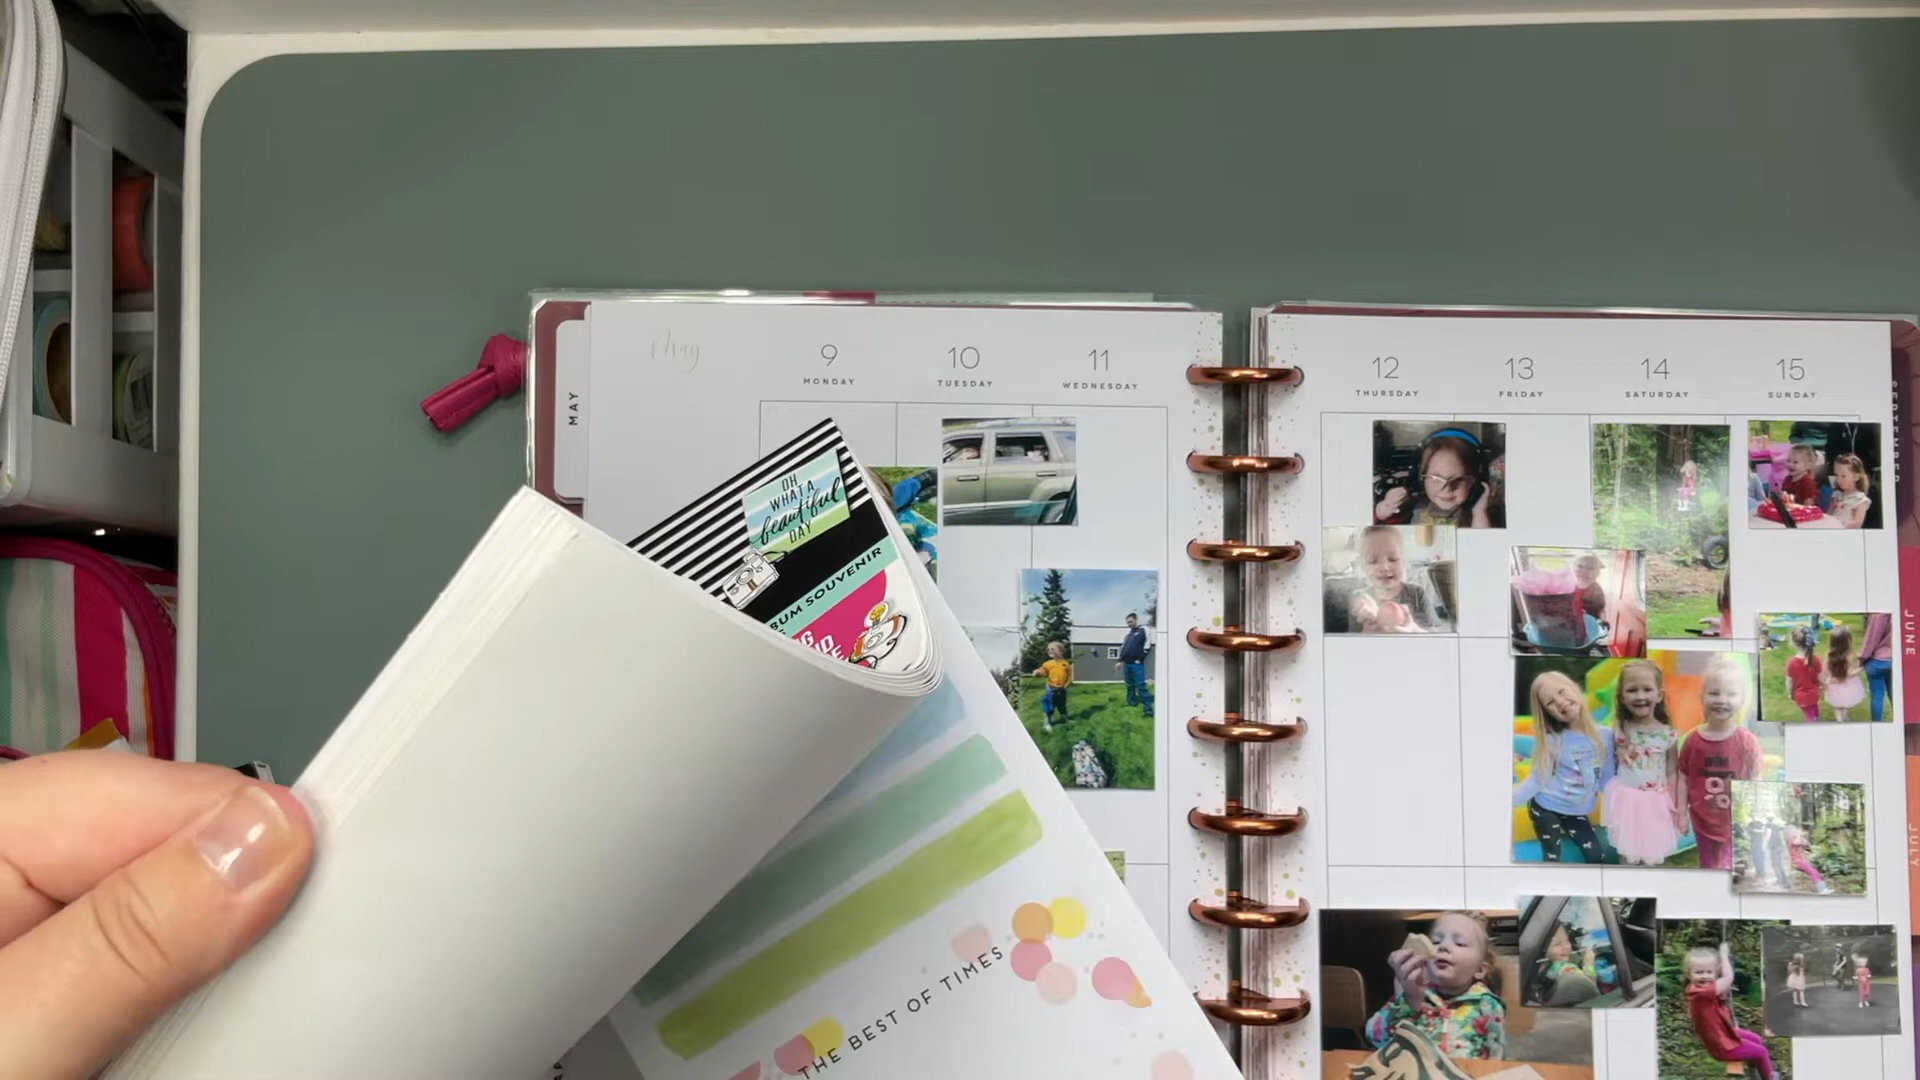 May
9
MONDAY
10
TUESDAY
11
WEDNESDAY
12
THURSDAY
13
FRIDAY
14
SATURDAY
15
SUNDAY
MAY
OH
WHAT A
beautiful
DAY
BUM SOUVENIR
THE BEST OF TIMES
JUNE
JULY